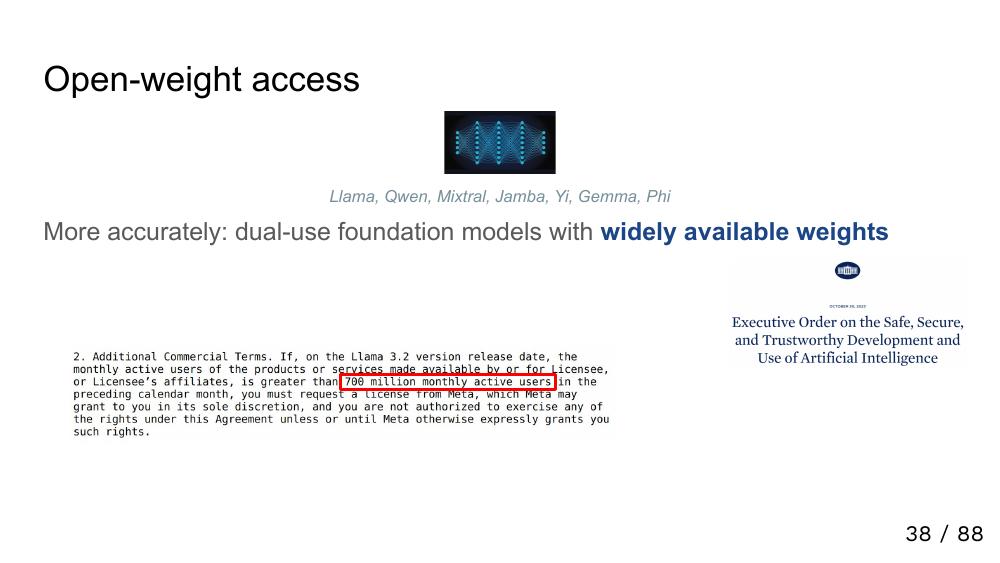 Open-weight access
Llama, Qwen, Mixtral, Jamba, Yi, Gemma, Phi
More accurately: dual-use foundation models with widely available weights
OCTOBER 30, 2023
Executive Order on the Safe, Secure,
and Trustworthy Development and
Use of Artificial Intelligence
2. Additional Commercial Terms. If, on the Llama 3.2 version release date, the
monthly active users of the products or services made available by or for Licensee,
or Licensee's affiliates, is greater than 700 million monthly active users in the
preceding calendar month, you must request a license from Meta, which Meta may
grant to you in its sole discretion, and you are not authorized to exercise any of
the rights under this Agreement unless or until Meta otherwise expressly grants you
such rights.
38 / 88